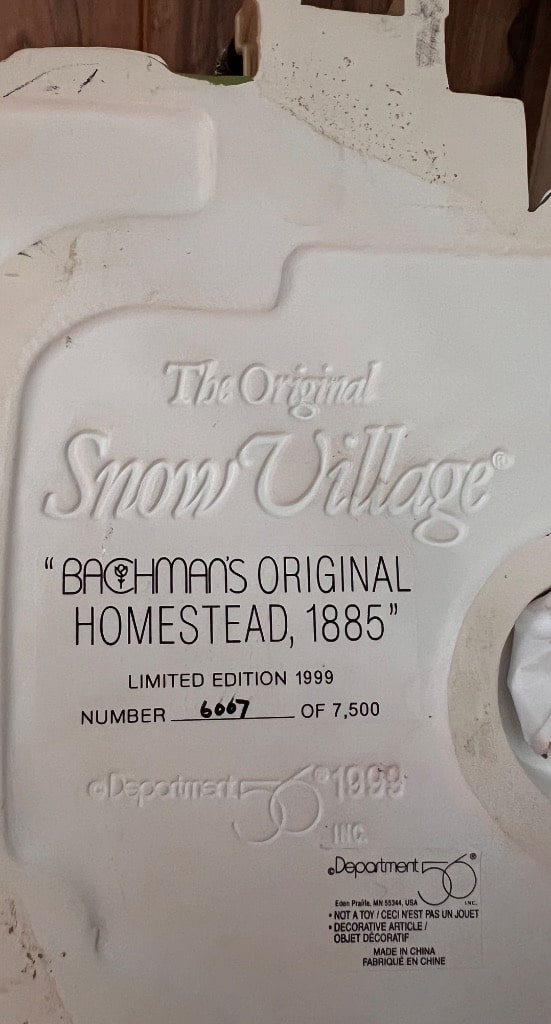 The Original
Snow Village®
"BACHMAN'S ORIGINAL
HOMESTEAD, 1885"
LIMITED EDITION 1999
NUMBER 6007 OF 7,500
©Department 56® 1999
INC.
©Department 56®
Eden Prairie, MN 55344, USA INC.
• NOT A TOY / CECI N'EST PAS UN JOUET
• DECORATIVE ARTICLE /
OBJET DÉCORATIF
MADE IN CHINA
FABRIQUÉ EN CHINE